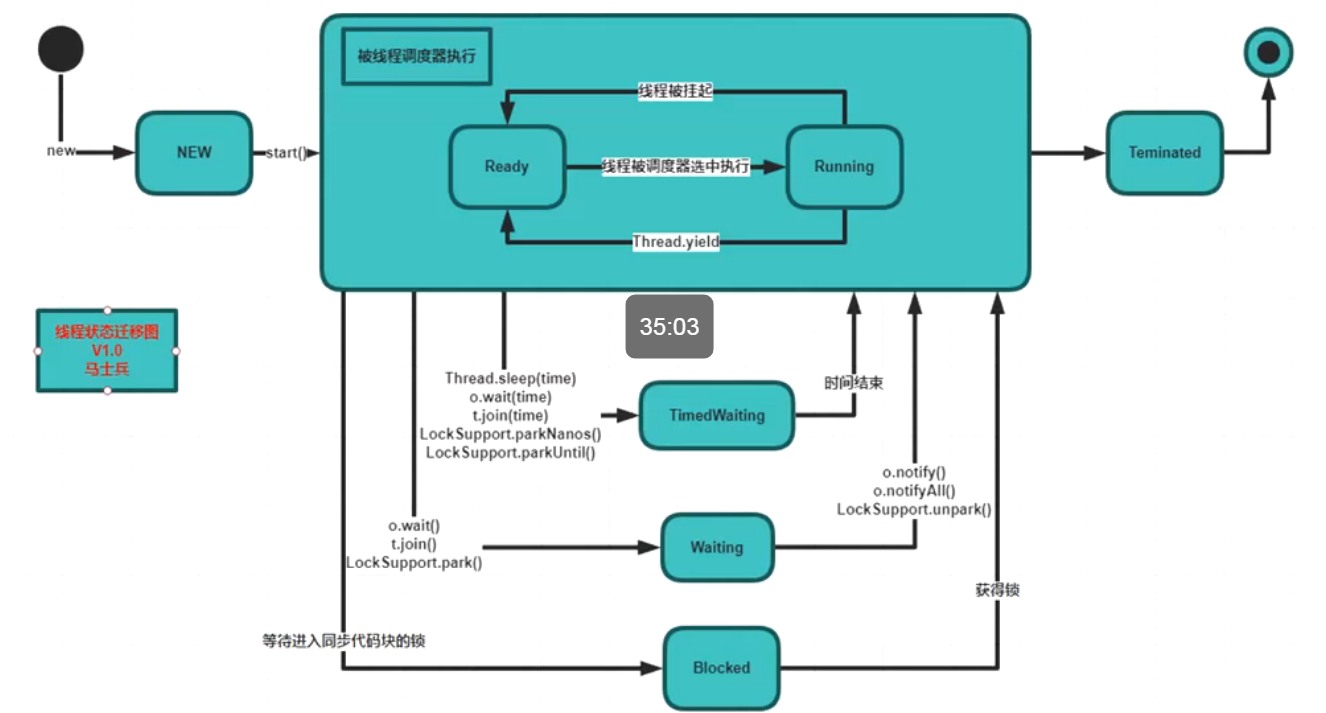 被线程调度器执行
线程被挂起
new
NEW
start()
Ready
线程被调度器选中执行
Running
Teminated
Thread.yield
线程状态迁移图
V1.0
马士兵
35:03
Thread.sleep(time)
o.wait(time)
t.join(time)
LockSupport.parkNanos()
LockSupport.parkUntil()
TimedWaiting
时间结束
o.notify()
o.notifyAll()
LockSupport.unpark()
o.wait()
t.join()
LockSupport.park()
Waiting
获得锁
等待进入同步代码块的锁
Blocked